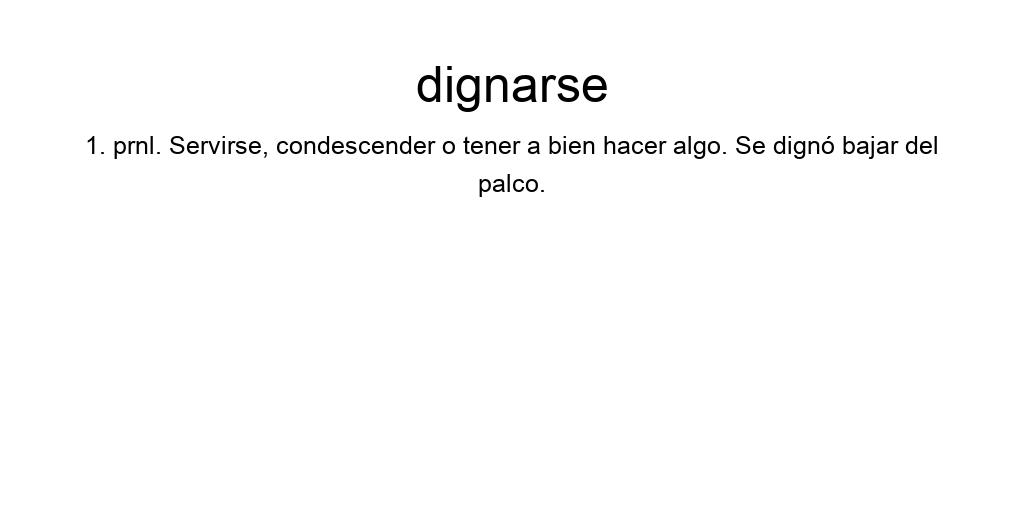 dignarse
1. prnl. Servirse, condescender o tener a bien hacer algo. Se dignó bajar del
palco.